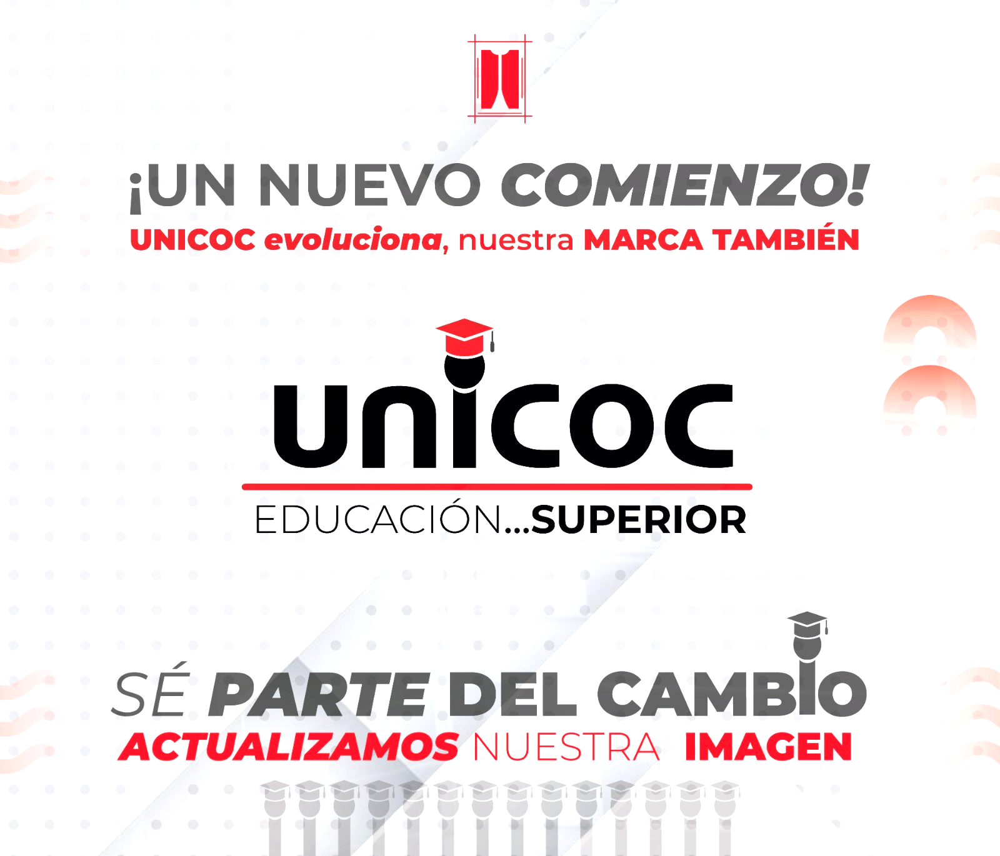 ¡UN NUEVO COMIENZO!
UNICOC evoluciona, nuestra MARCA TAMBIÉN
unicoc
EDUCACIÓN...SUPERIOR
SÉ PARTE DEL CAMBIO
ACTUALIZAMOS NUESTRA IMAGEN